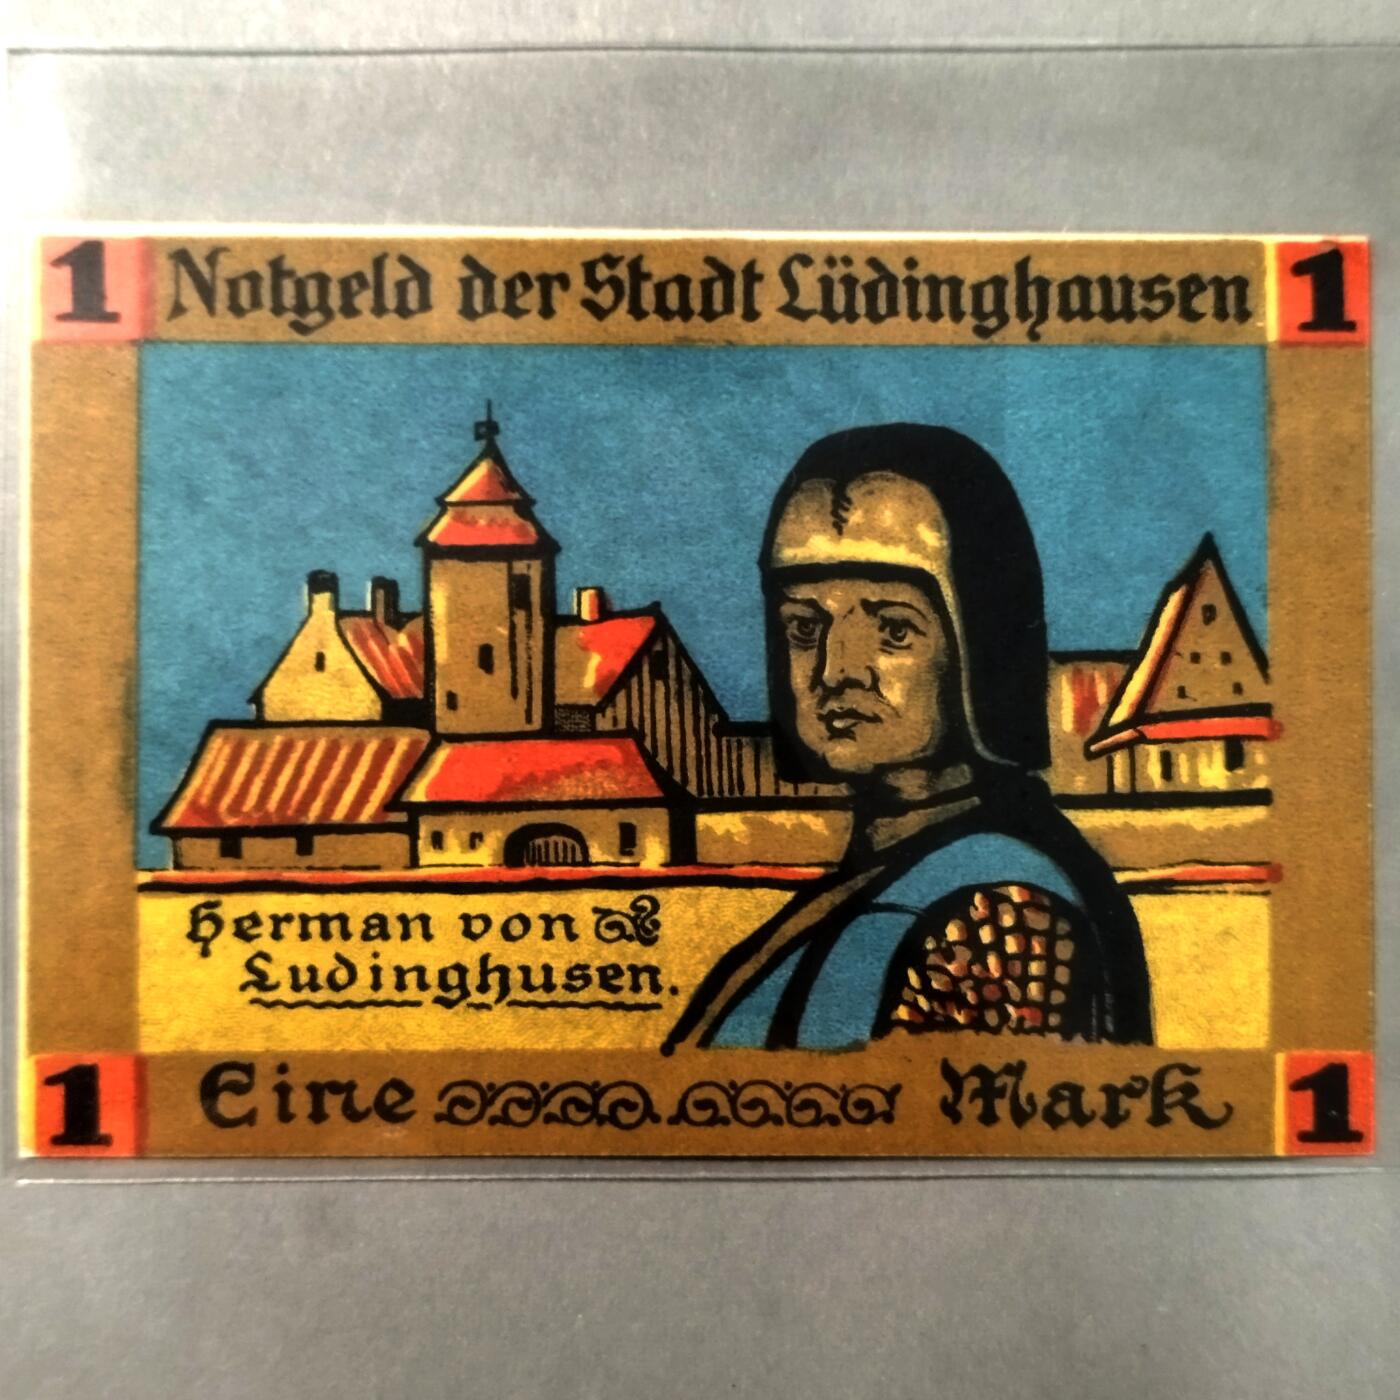 1 Notgeld der Stadt Lüdinghausen 1
Herman von
Ludinghusen.
1 Eine Mark 1